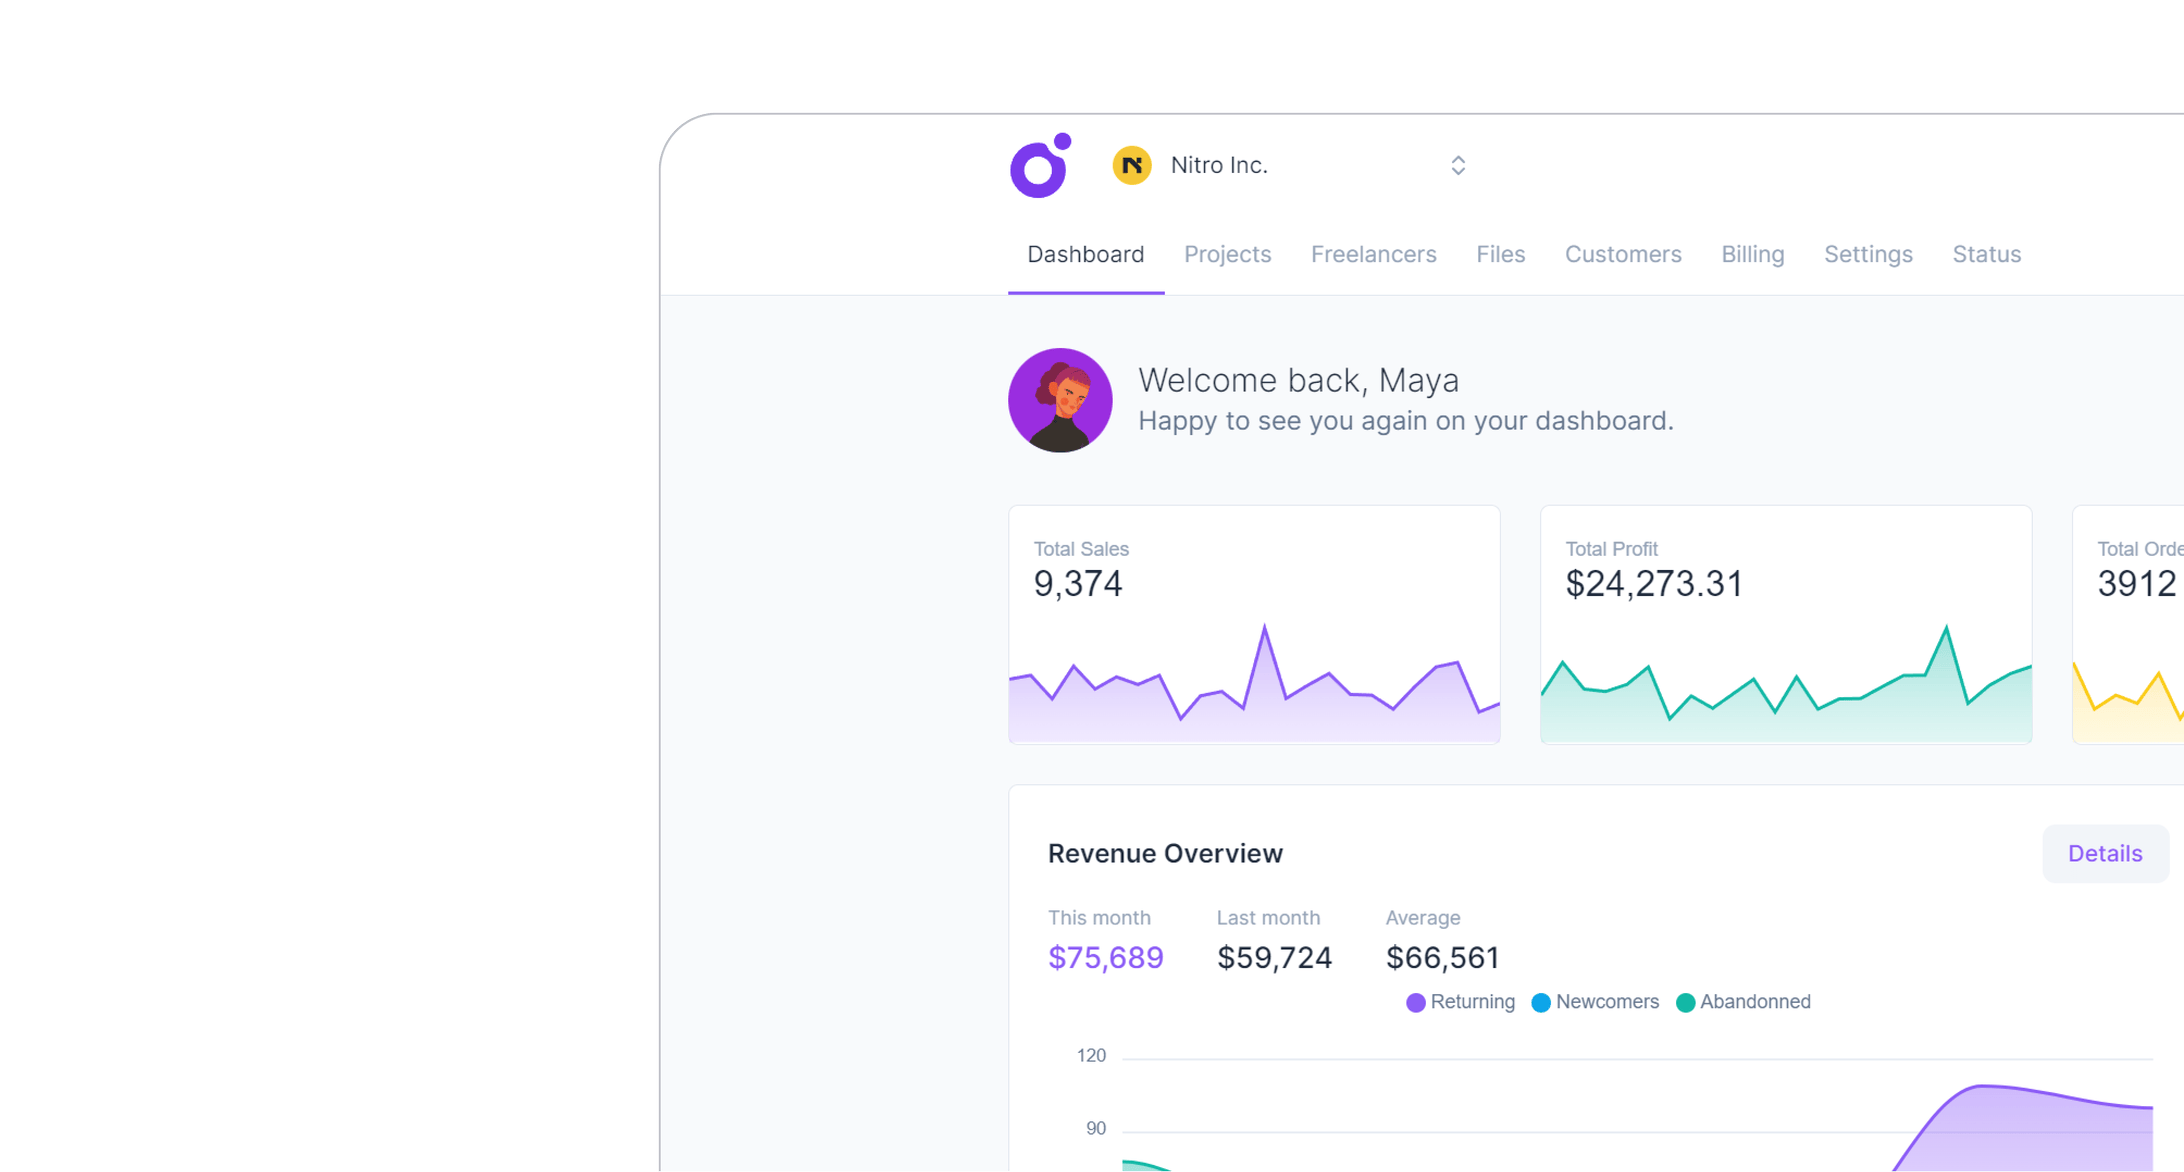 Nitro Inc.
Dashboard Projects Freelancers Files Customers Billing Settings Status
Welcome back, Maya
Happy to see you again on your dashboard.
Total Sales
9,374
Total Profit
$24,273.31
Total Orde
3912
Revenue Overview
Details
This month
$75,689
Last month
$59,724
Average
$66,561
Returning Newcomers Abandonned
120
90